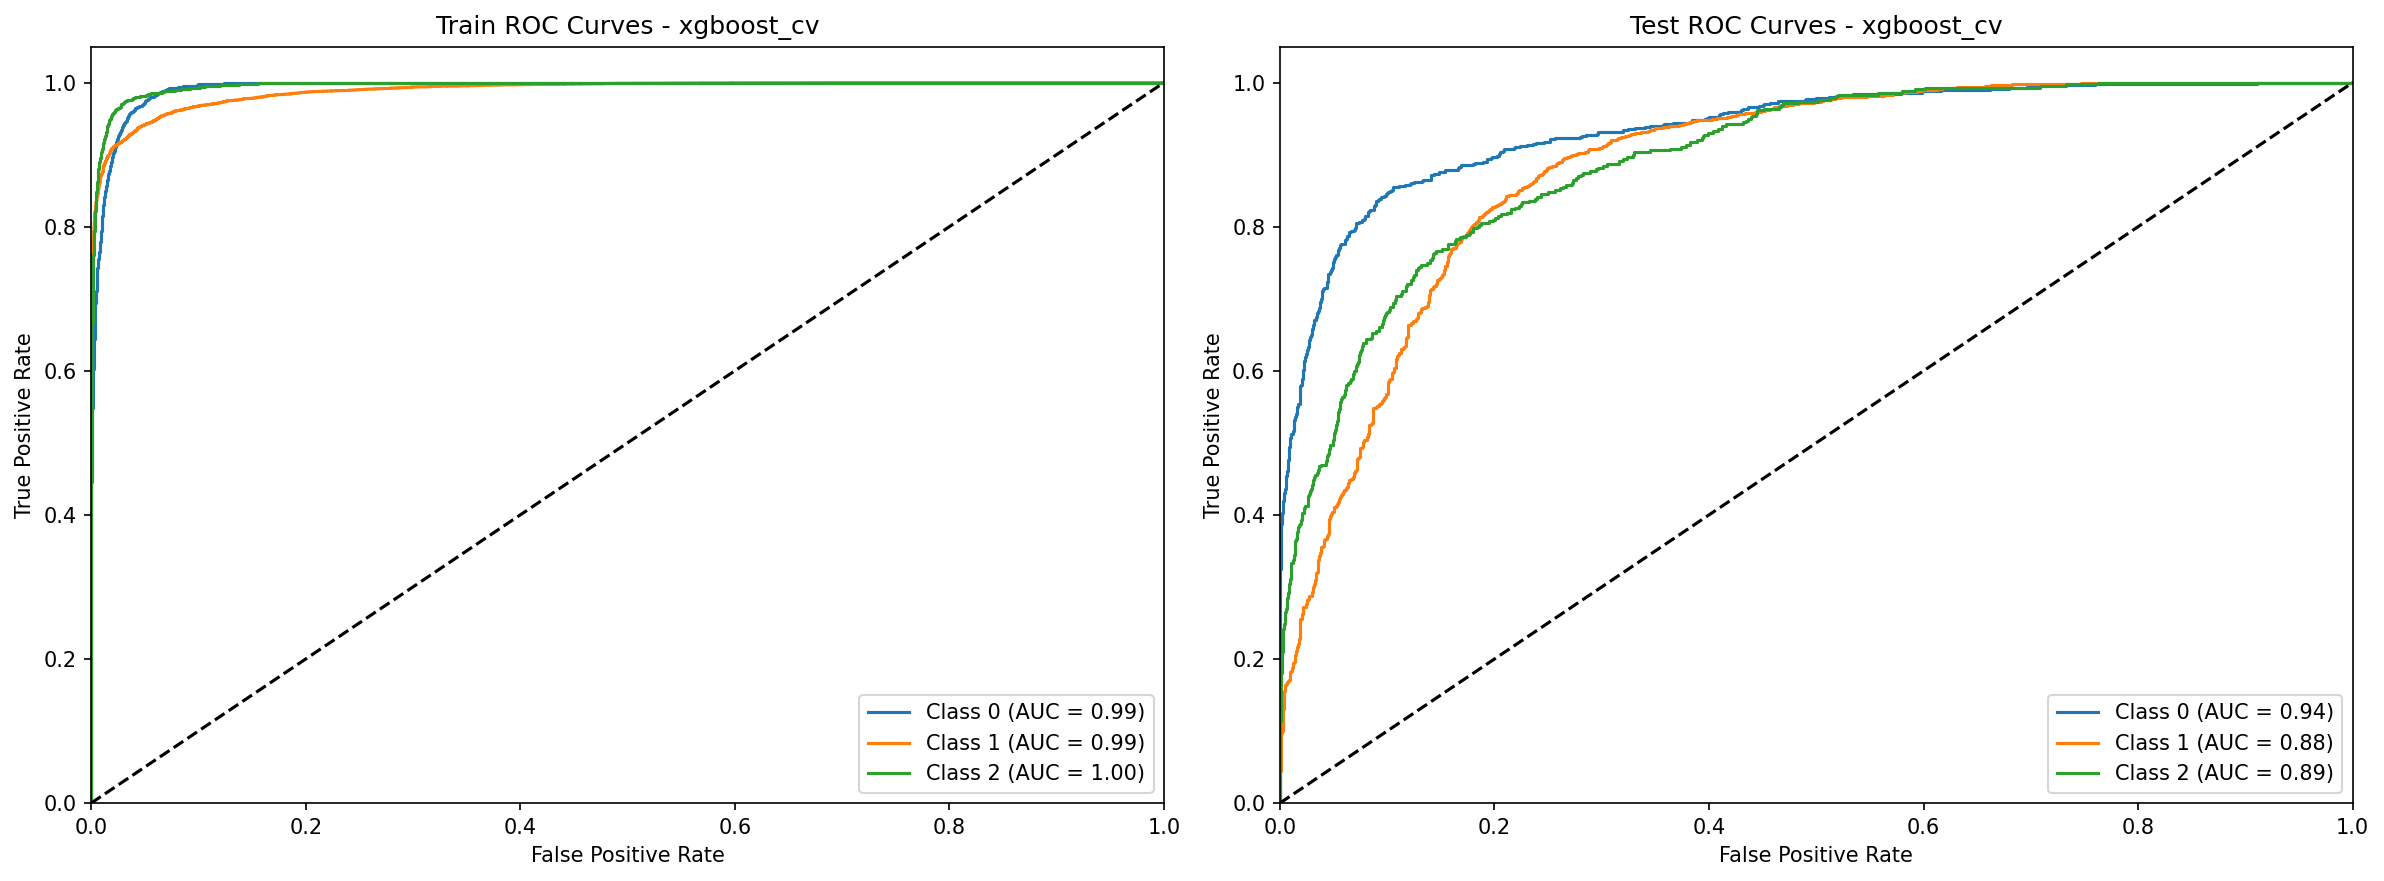 Train ROC Curves - xgboost_cv
True Positive Rate
1.0
0.8
0.6
0.4
0.2
0.0
0.0 0.2 0.4 0.6 0.8 1.0
False Positive Rate
Class 0 (AUC = 0.99)
Class 1 (AUC = 0.99)
Class 2 (AUC = 1.00)
Test ROC Curves - xgboost_cv
True Positive Rate
1.0
0.8
0.6
0.4
0.2
0.0
0.0 0.2 0.4 0.6 0.8 1.0
False Positive Rate
Class 0 (AUC = 0.94)
Class 1 (AUC = 0.88)
Class 2 (AUC = 0.89)